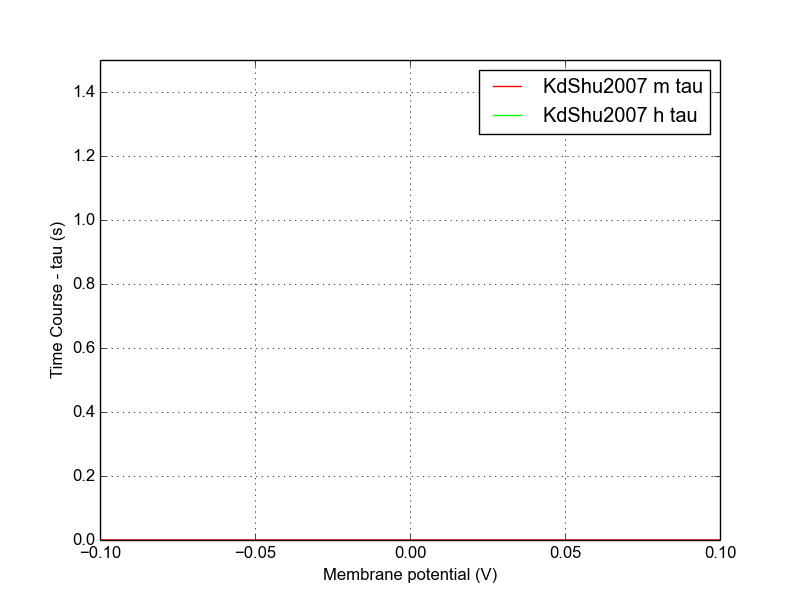 KdShu2007 m tau
KdShu2007 h tau
1.4
1.2
1.0
0.8
0.6
0.4
0.2
0.0
Time Course - tau (s)
−0.10 −0.05 0.00 0.05 0.10
Membrane potential (V)